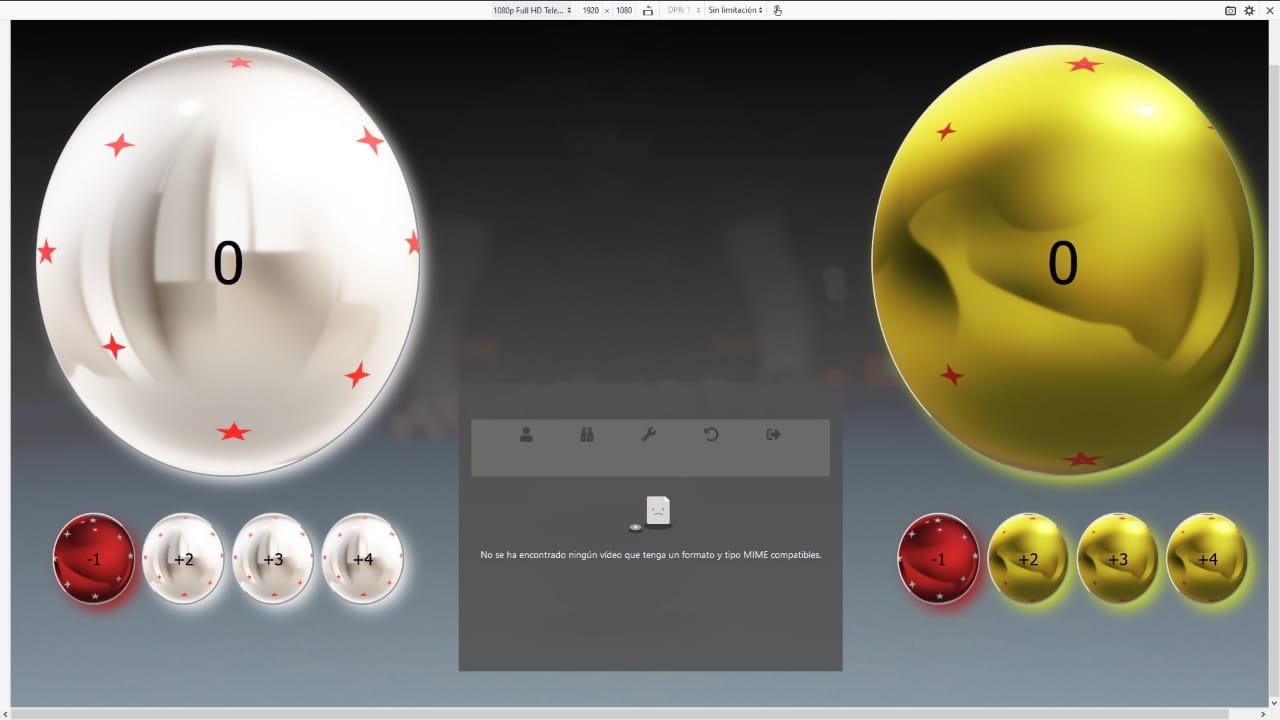 1080p Full HD Tele... 1920 × 1080 DPR: 1 Sin limitación
0
0
No se ha encontrado ningún vídeo que tenga un formato y tipo MIME compatibles.
-1 +2 +3 +4
-1 +2 +3 +4